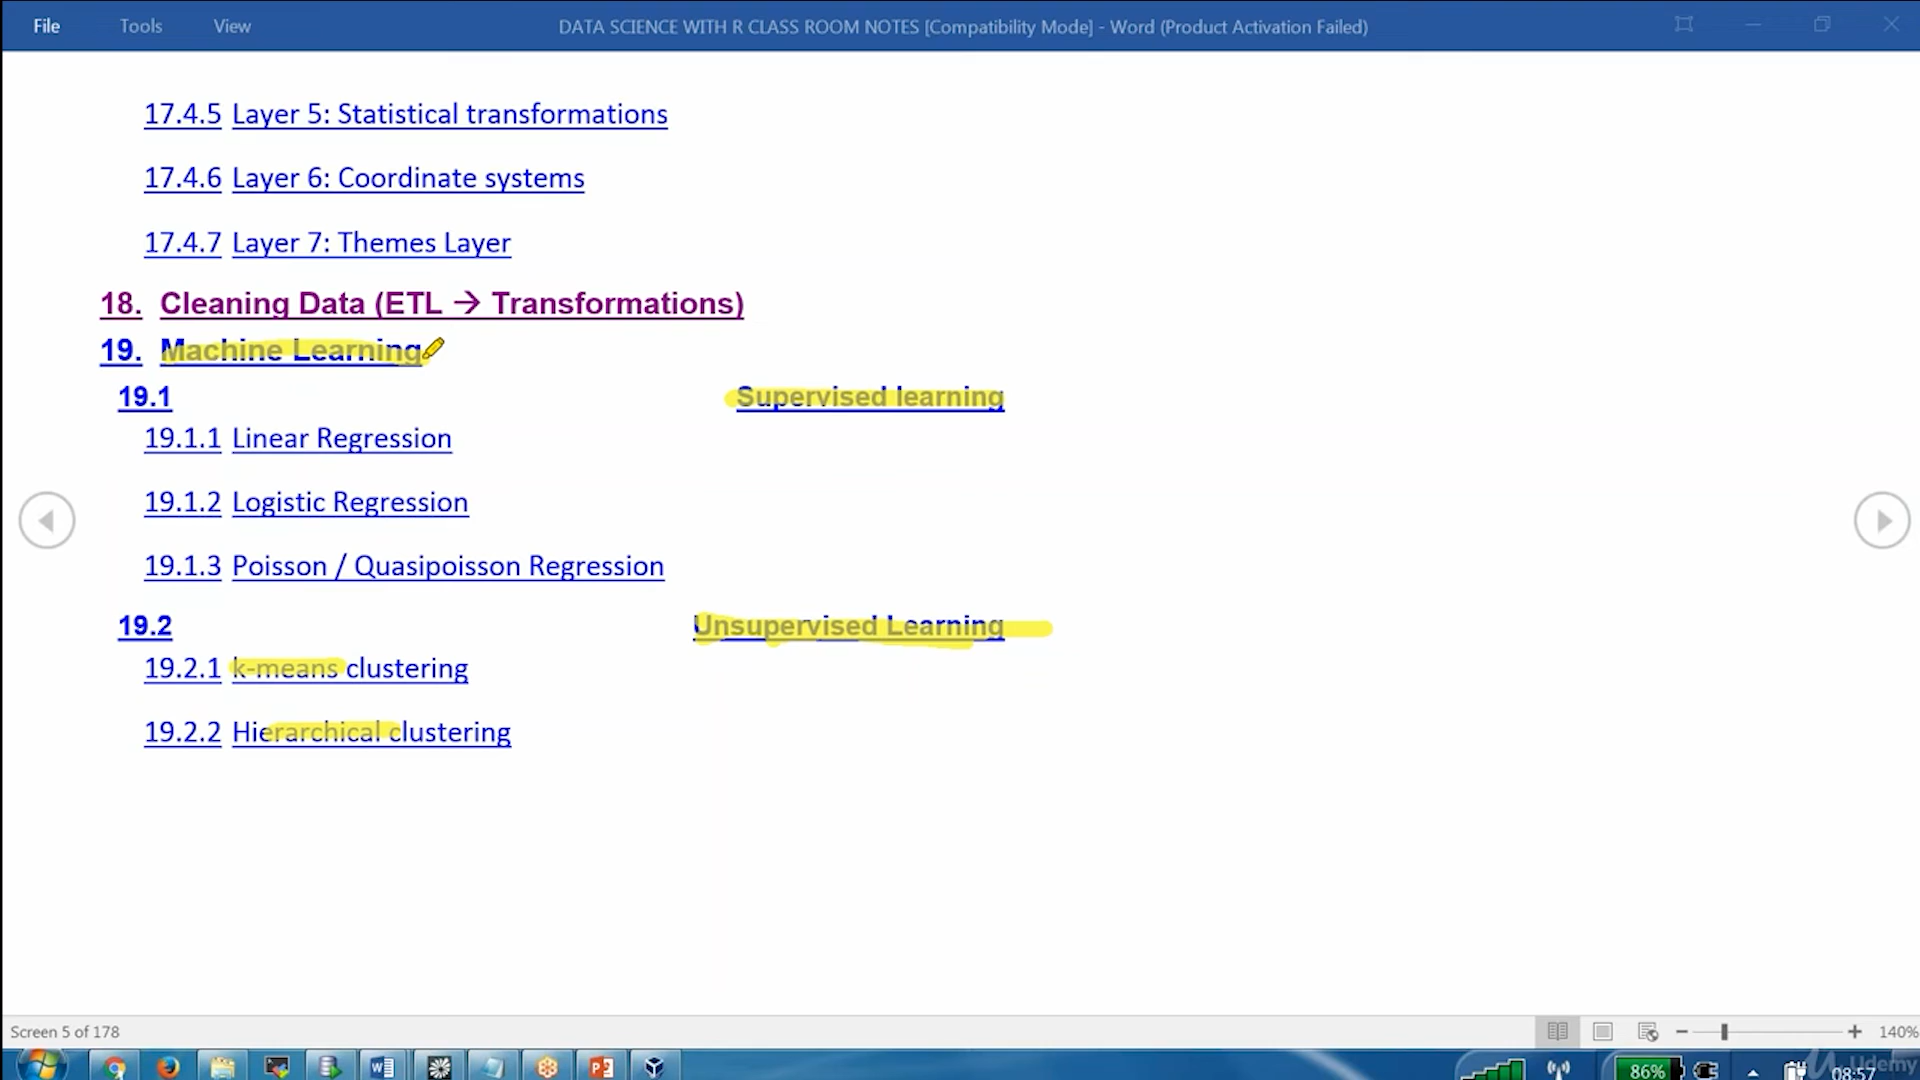 File Tools View DATA SCIENCE WITH R CLASS ROOM NOTES [Compatibility Mode] - Word (Product Activation Failed)
17.4.5 Layer 5: Statistical transformations
17.4.6 Layer 6: Coordinate systems
17.4.7 Layer 7: Themes Layer
18. Cleaning Data (ETL → Transformations)
19. Machine Learning
19.1 Supervised learning
19.1.1 Linear Regression
19.1.2 Logistic Regression
19.1.3 Poisson / Quasipoisson Regression
19.2 Unsupervised Learning
19.2.1 k-means clustering
19.2.2 Hierarchical clustering
Screen 5 of 178 140%
86% 08:57 Udemy